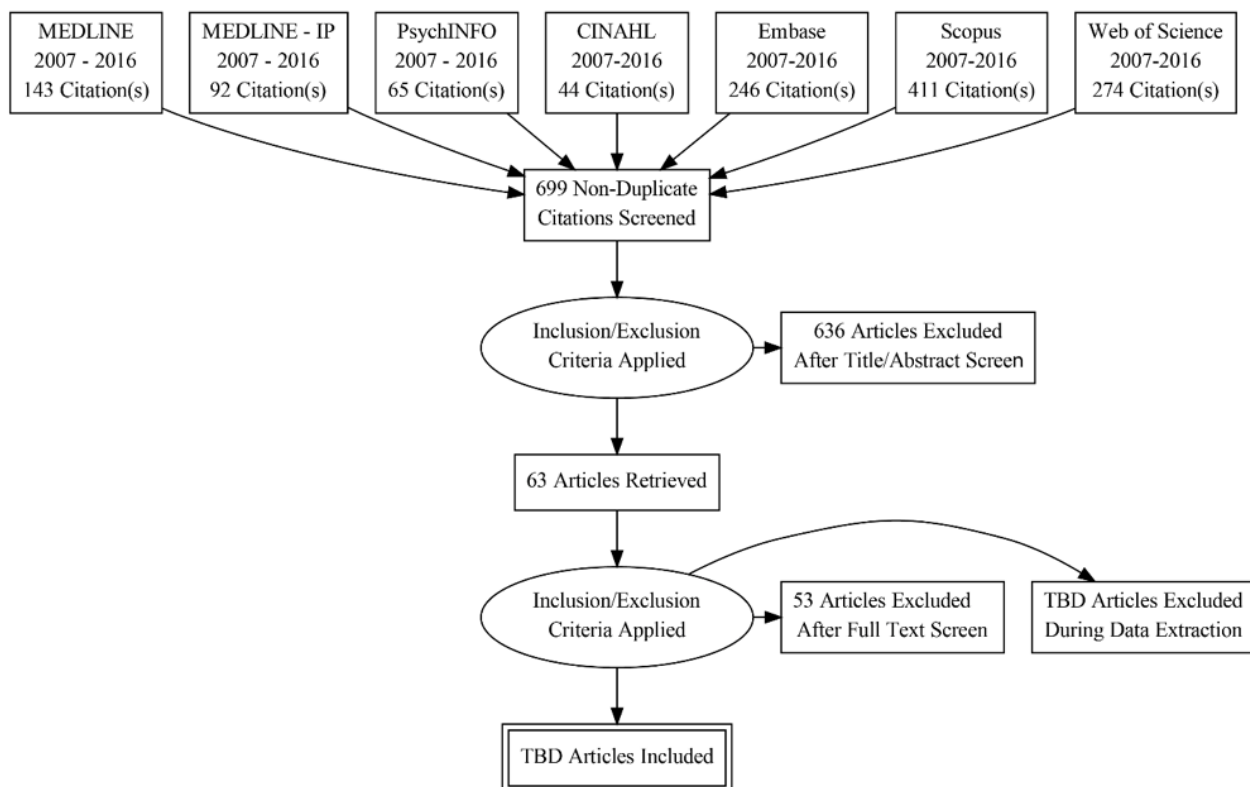 MEDLINE
2007 - 2016
143 Citation(s)
MEDLINE - IP
2007 - 2016
92 Citation(s)
PsychINFO
2007 - 2016
65 Citation(s)
CINAHL
2007-2016
44 Citation(s)
Embase
2007-2016
246 Citation(s)
Scopus
2007-2016
411 Citation(s)
Web of Science
2007-2016
274 Citation(s)
699 Non-Duplicate
Citations Screened
Inclusion/Exclusion
Criteria Applied
636 Articles Excluded
After Title/Abstract Screen
63 Articles Retrieved
Inclusion/Exclusion
Criteria Applied
53 Articles Excluded
After Full Text Screen
TBD Articles Excluded
During Data Extraction
TBD Articles Included